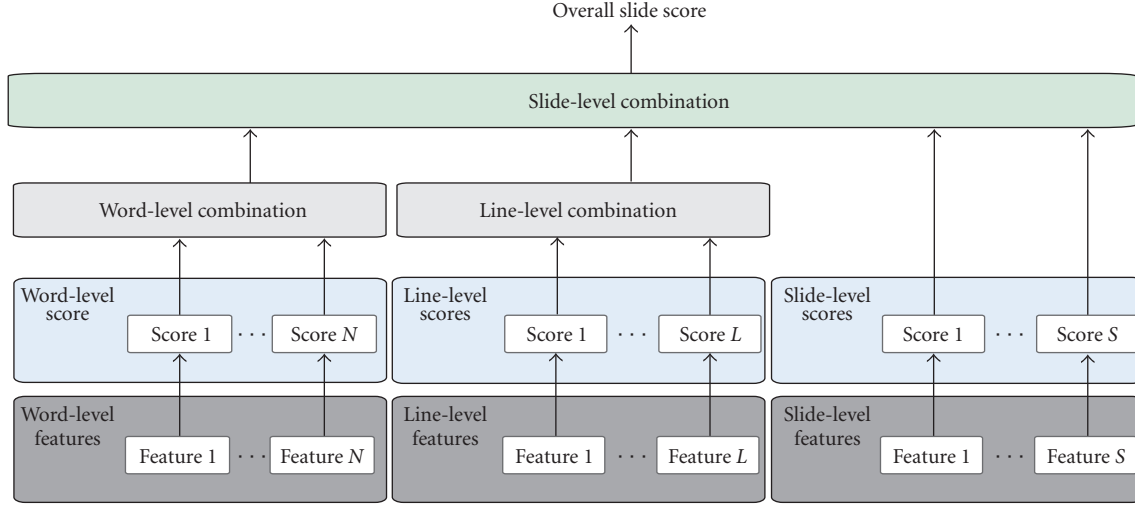 Overall slide score
Slide-level combination
Word-level combination
Line-level combination
Word-level
score
Score 1
· · ·
Score N
Line-level
scores
Score 1
· · ·
Score L
Slide-level
scores
Score 1
· · ·
Score S
Word-level
features
Feature 1
· · ·
Feature N
Line-level
features
Feature 1
· · ·
Feature L
Slide-level
features
Feature 1
· · ·
Feature S